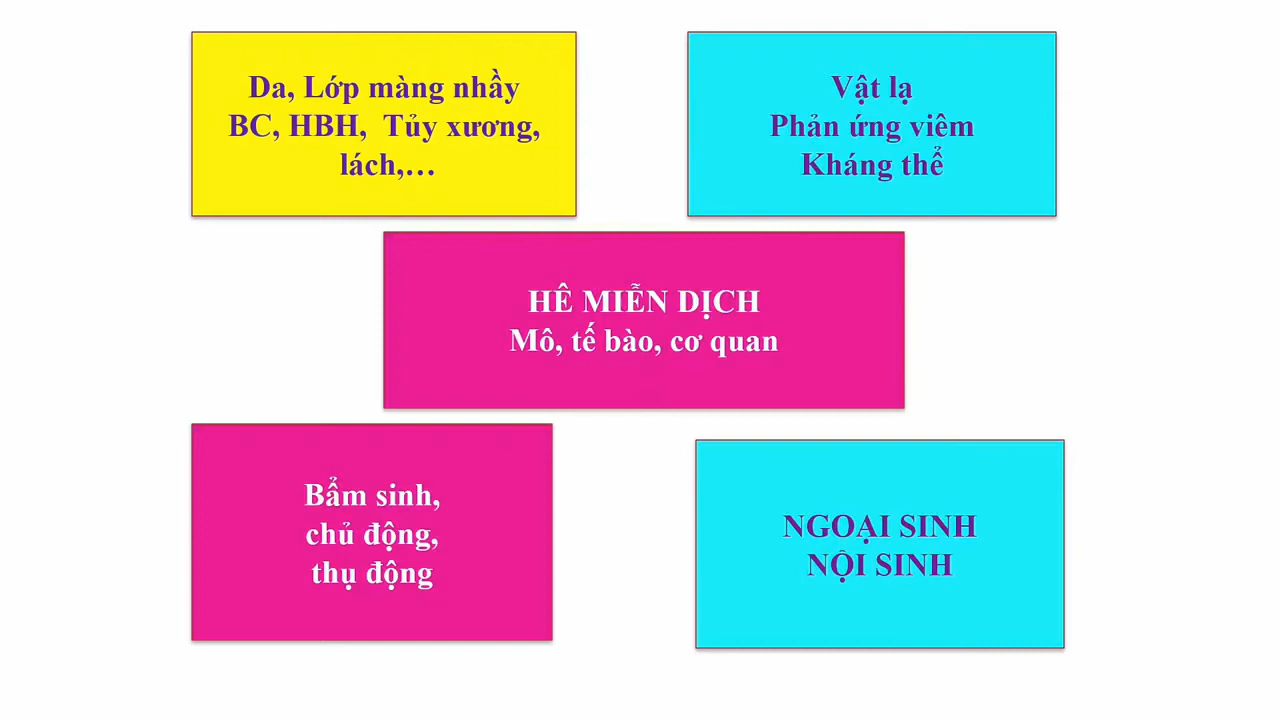 Da, Lớp màng nhầy
BC, HBH, Tủy xương,
lách,…
Vật lạ
Phản ứng viêm
Kháng thể
HÊ MIỄN DỊCH
Mô, tế bào, cơ quan
Bẩm sinh,
chủ động,
thụ động
NGOẠI SINH
NỘI SINH